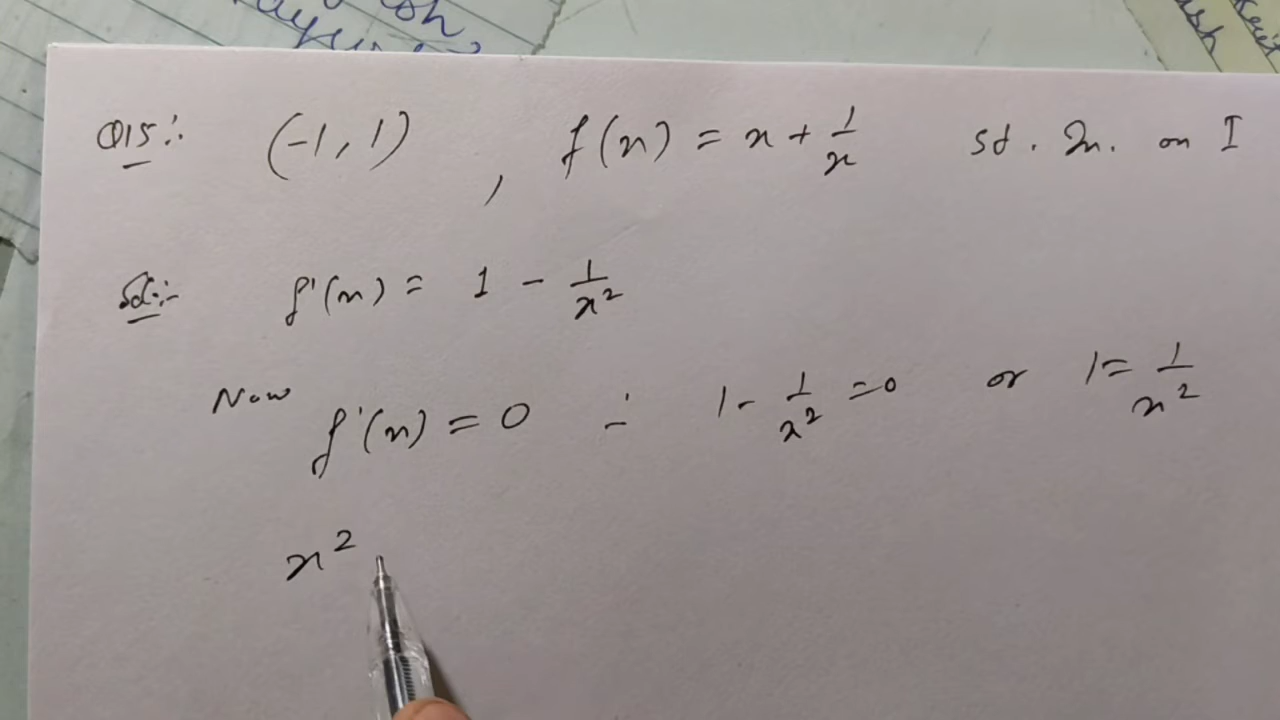 Q15:. (-1, 1) , f(x) = x + 1/x st. In. on I
Sol:- f'(x) = 1 - 1/x²
Now f'(x) = 0 ∴ 1 - 1/x² = 0 or 1 = 1/x²
x²